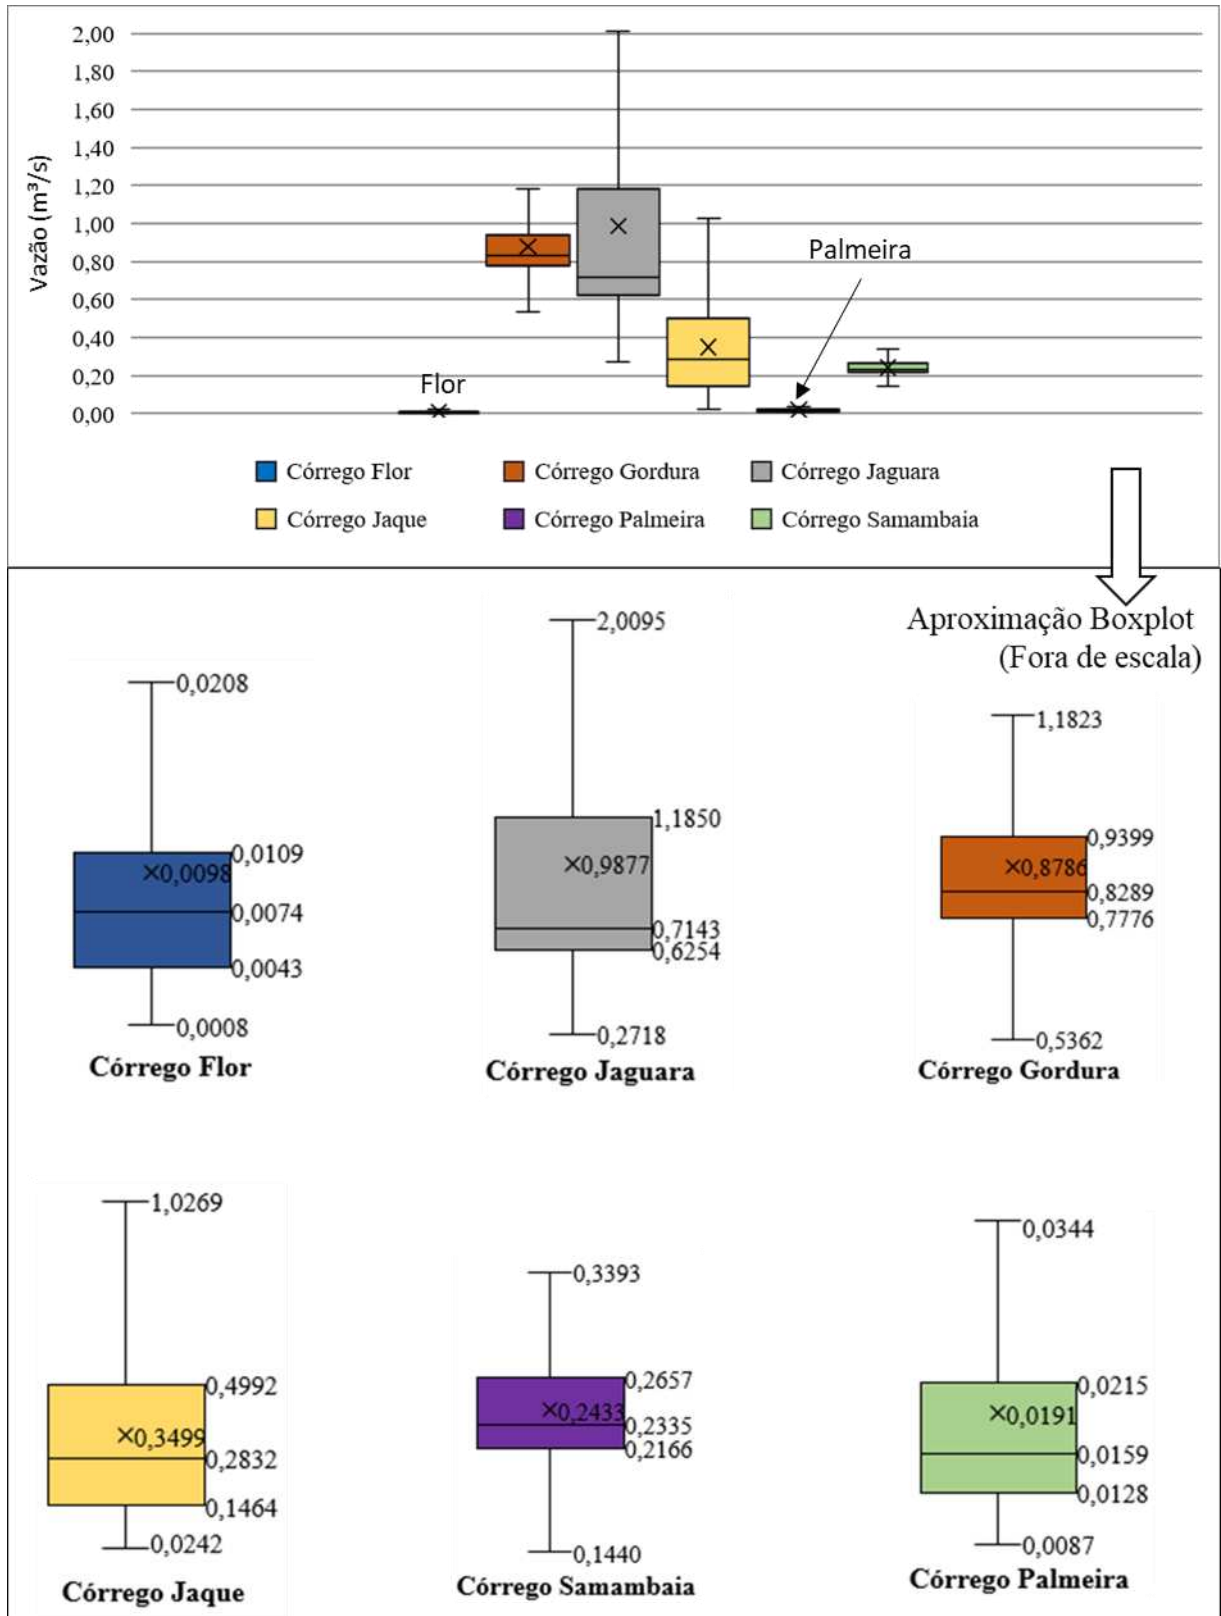 2,00
1,80
1,60
1,40
1,20
1,00
0,80
0,60
0,40
0,20
0,00
Vazão (m³/s)
Flor
Palmeira
Córrego Flor
Córrego Gordura
Córrego Jaguara
Córrego Jaque
Córrego Palmeira
Córrego Samambaia
Aproximação Boxplot
(Fora de escala)
0,0208
0,0109
0,0098
0,0074
0,0043
0,0008
Córrego Flor
2,0095
1,1850
0,9877
0,7143
0,6254
0,2718
Córrego Jaguara
1,1823
0,9399
0,8786
0,8289
0,7776
0,5362
Córrego Gordura
1,0269
0,4992
0,3499
0,2832
0,1464
0,0242
Córrego Jaque
0,3393
0,2657
0,2433
0,2335
0,2166
0,1440
Córrego Samambaia
0,0344
0,0215
0,0191
0,0159
0,0128
0,0087
Córrego Palmeira